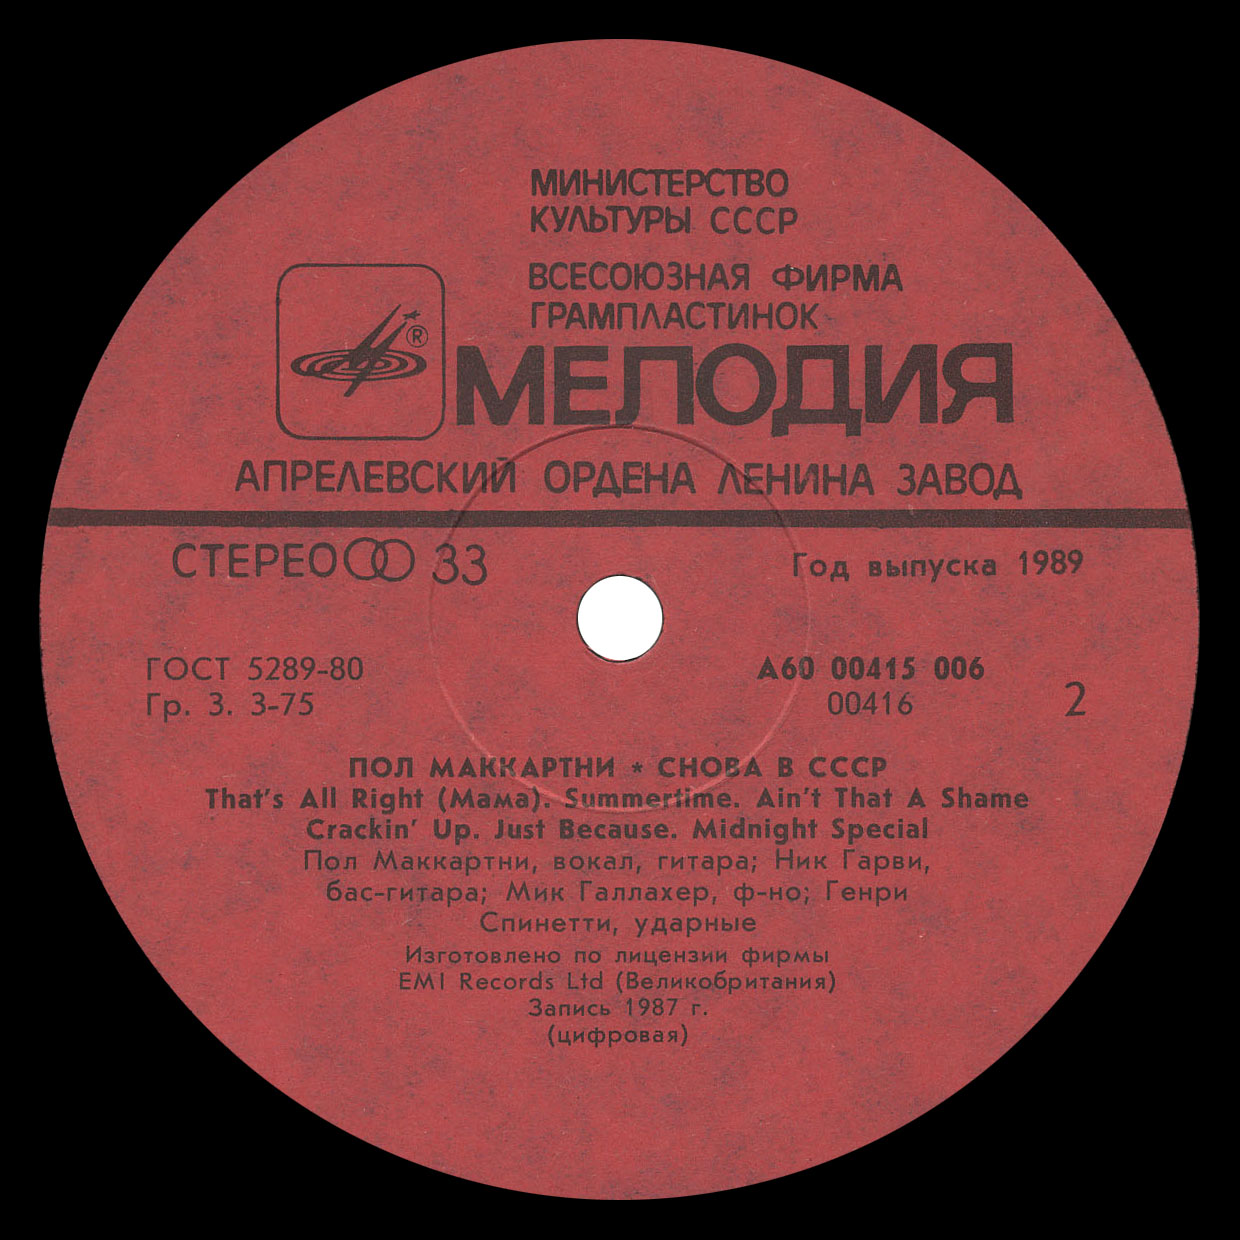 МИНИСТЕРСТВО
КУЛЬТУРЫ СССР
ВСЕСОЮЗНАЯ ФИРМА
ГРАМПЛАСТИНОК
®
МЕЛОДИЯ
АПРЕЛЕВСКИЙ ОРДЕНА ЛЕНИНА ЗАВОД
СТЕРЕО 33
Год выпуска 1989
ГОСТ 5289-80
Гр. 3. 3-75
А60 00415 006
00416
2
ПОЛ МАККАРТНИ * СНОВА В СССР
That's All Right (Мама). Summertime. Ain't That A Shame
Crackin' Up. Just Because. Midnight Special
Пол Маккартни, вокал, гитара; Ник Гарви,
бас-гитара; Мик Галлахер, ф-но; Генри
Спинетти, ударные
Изготовлено по лицензии фирмы
EMI Records Ltd (Великобритания)
Запись 1987 г.
(цифровая)